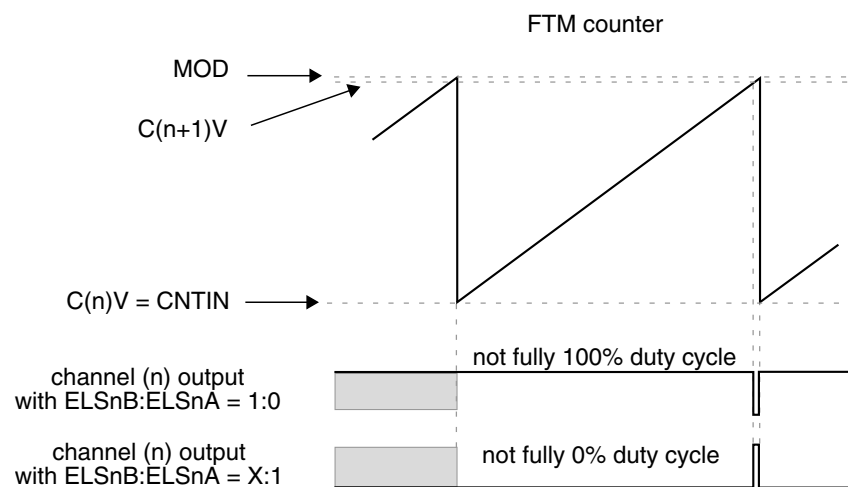 FTM counter
MOD
C(n+1)V
C(n)V = CNTIN
not fully 100% duty cycle
channel (n) output
with ELSnB:ELSnA = 1:0
channel (n) output
with ELSnB:ELSnA = X:1
not fully 0% duty cycle